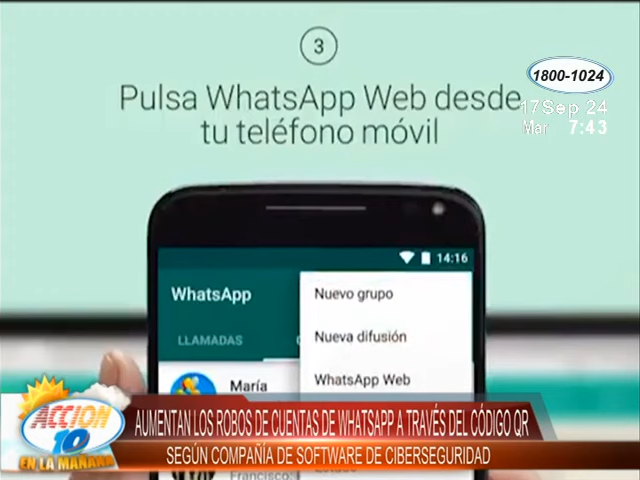 3
Pulsa WhatsApp Web desde
tu teléfono móvil
1800-1024
17Sep 24
Mar 7:43
14:16
WhatsApp
Nuevo grupo
LLAMADAS
Nueva difusión
María
WhatsApp Web
ACCION
10
EN LA MAÑANA
AUMENTAN LOS ROBOS DE CUENTAS DE WHATSAPP A TRAVÉS DEL CÓDIGO QR
SEGÚN COMPAÑÍA DE SOFTWARE DE CIBERSEGURIDAD